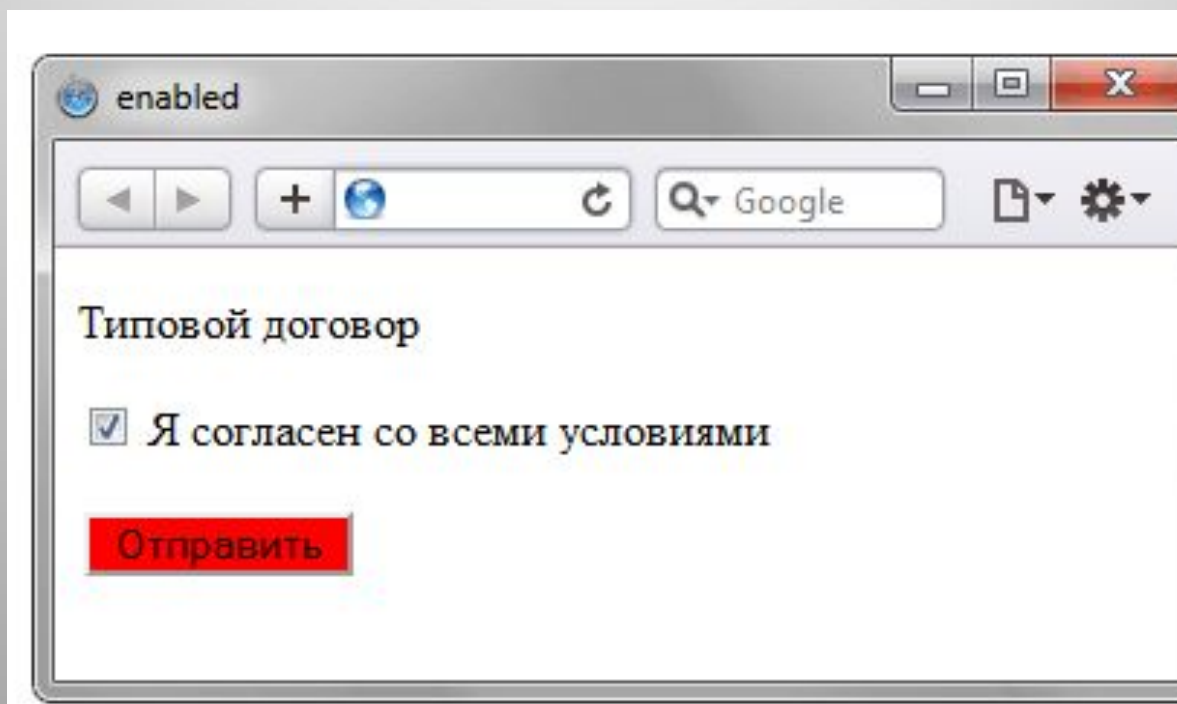 enabled
Google
Типовой договор
Я согласен со всеми условиями
Отправить